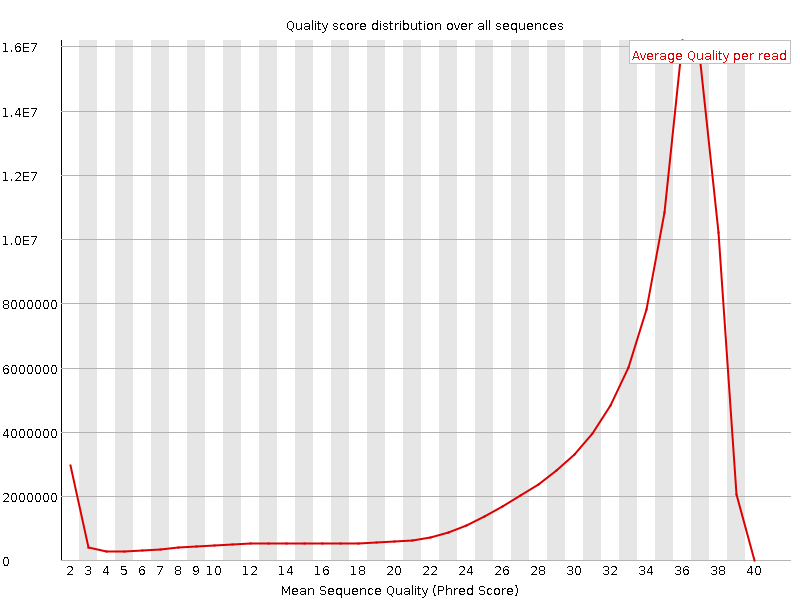 Quality score distribution over all sequences
Average Quality per read
1.6E7
1.4E7
1.2E7
1.0E7
8000000
6000000
4000000
2000000
0
2 3 4 5 6 7 8 9 10 12 14 16 18 20 22 24 26 28 30 32 34 36 38 40
Mean Sequence Quality (Phred Score)